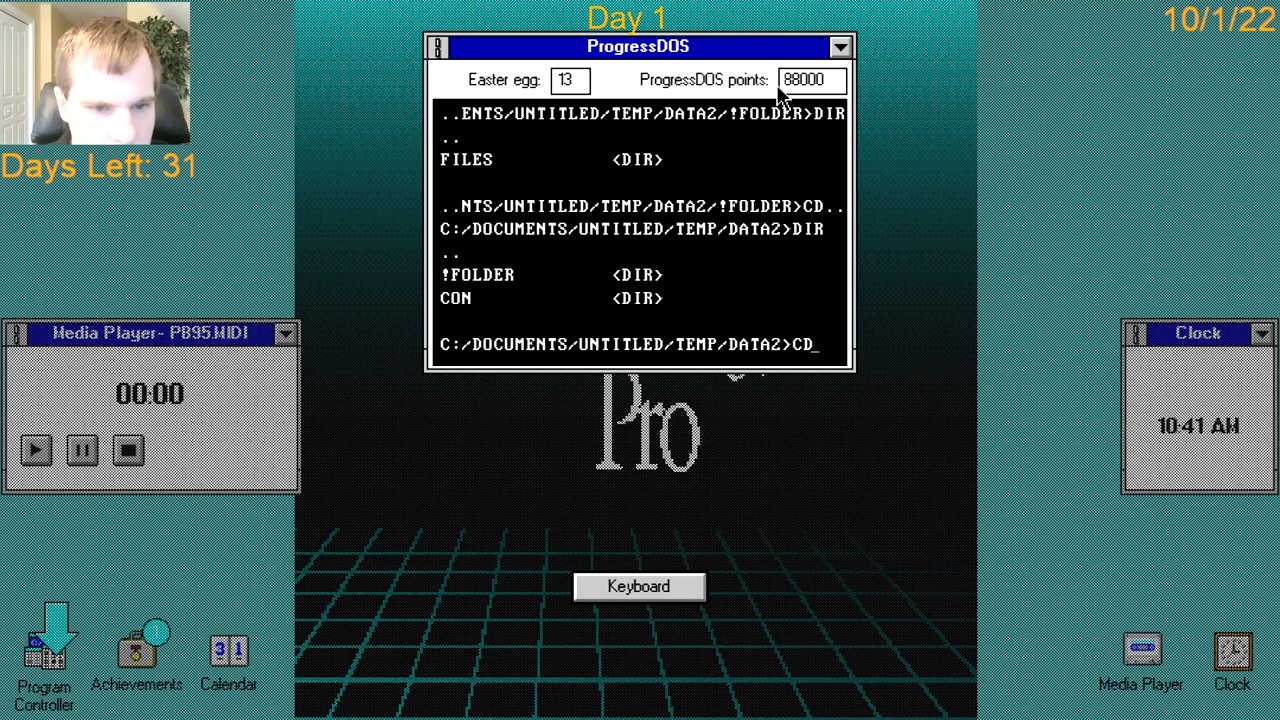 Day 1
10/1/22
Days Left: 31
ProgressDOS
Easter egg: 13 ProgressDOS points: 88000
..ENTS/UNTITLED/TEMP/DATA2/!FOLDER>DIR
..
FILES <DIR>
..NTS/UNTITLED/TEMP/DATA2/!FOLDER>CD..
C:/DOCUMENTS/UNTITLED/TEMP/DATA2>DIR
..
!FOLDER <DIR>
CON <DIR>
C:/DOCUMENTS/UNTITLED/TEMP/DATA2>CD_
Media Player- PB95.MIDI
00:00
Clock
10:41 AM
Pro
Keyboard
Program
Controller
Achievements
1
Calendar
31
Media Player
Clock